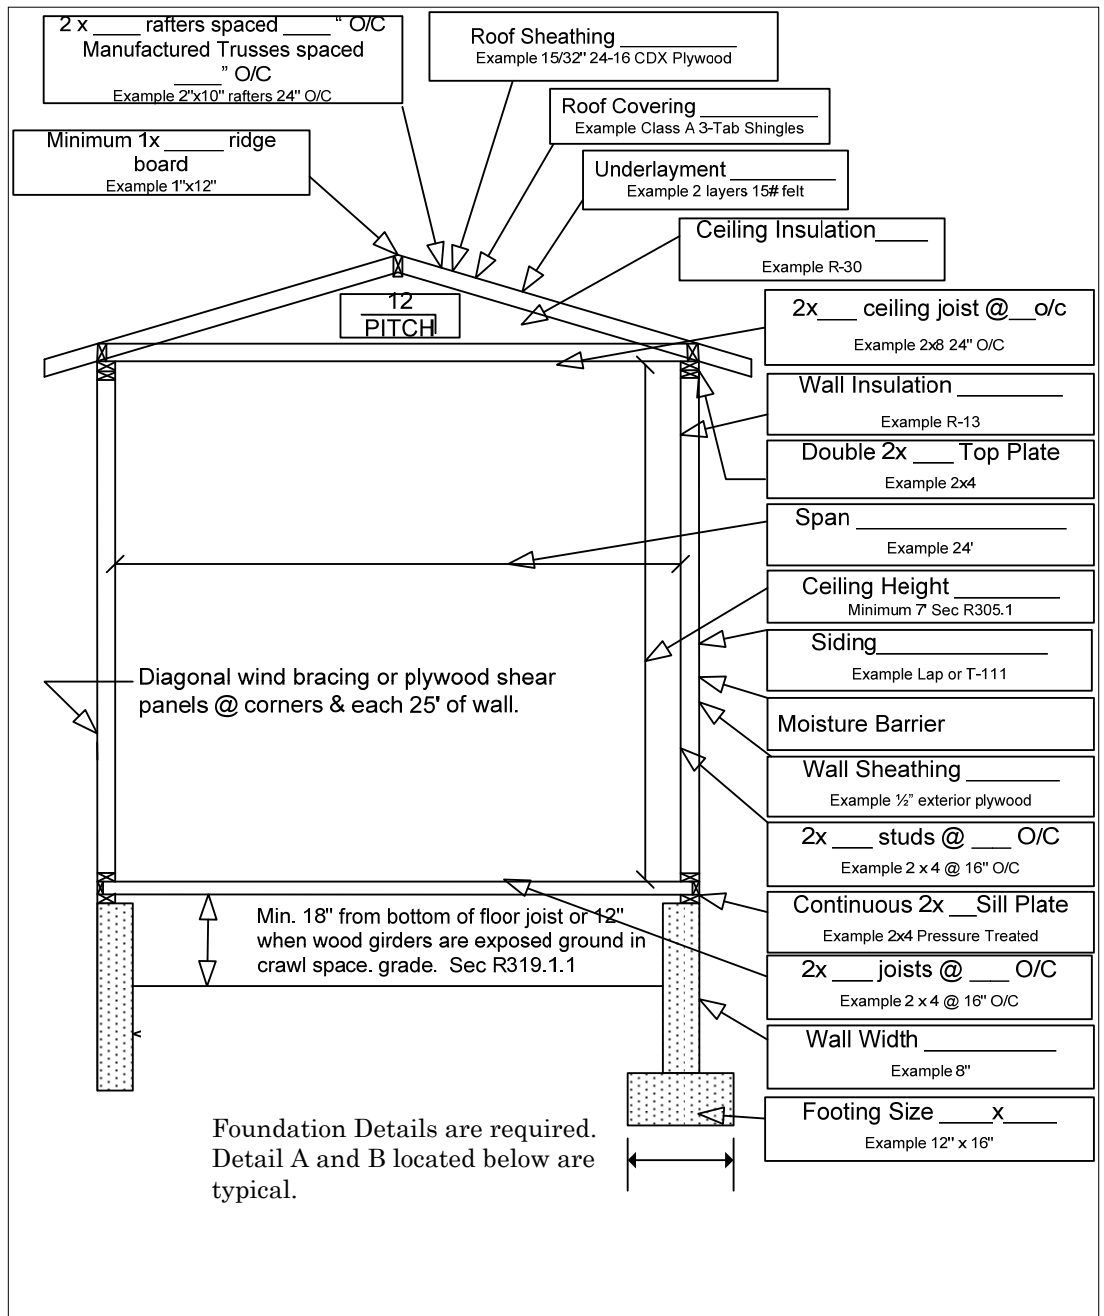 2 x ____ rafters spaced ____ “ O/C
Manufactured Trusses spaced
____” O/C
Example 2"x10" rafters 24" O/C
Roof Sheathing __________
Example 15/32" 24-16 CDX Plywood
Roof Covering __________
Example Class A 3-Tab Shingles
Minimum 1x _____ ridge
board
Example 1"x12"
Underlayment _________
Example 2 layers 15# felt
Ceiling Insulation____
Example R-30
12
PITCH
2x___ ceiling joist @__o/c
Example 2x8 24" O/C
Wall Insulation _________
Example R-13
Double 2x ___ Top Plate
Example 2x4
Span __________________
Example 24'
Ceiling Height _________
Minimum 7' Sec R305.1
Siding______________
Example Lap or T-111
Diagonal wind bracing or plywood shear
panels @ corners & each 25' of wall.
Moisture Barrier
Wall Sheathing ________
Example ½” exterior plywood
2x ___ studs @ ___ O/C
Example 2 x 4 @ 16" O/C
Continuous 2x __Sill Plate
Example 2x4 Pressure Treated
Min. 18" from bottom of floor joist or 12"
when wood girders are exposed ground in
crawl space. grade. Sec R319.1.1
2x ___ joists @ ___ O/C
Example 2 x 4 @ 16" O/C
Wall Width ___________
Example 8"
Footing Size ____x____
Example 12" x 16"
Foundation Details are required.
Detail A and B located below are
typical.